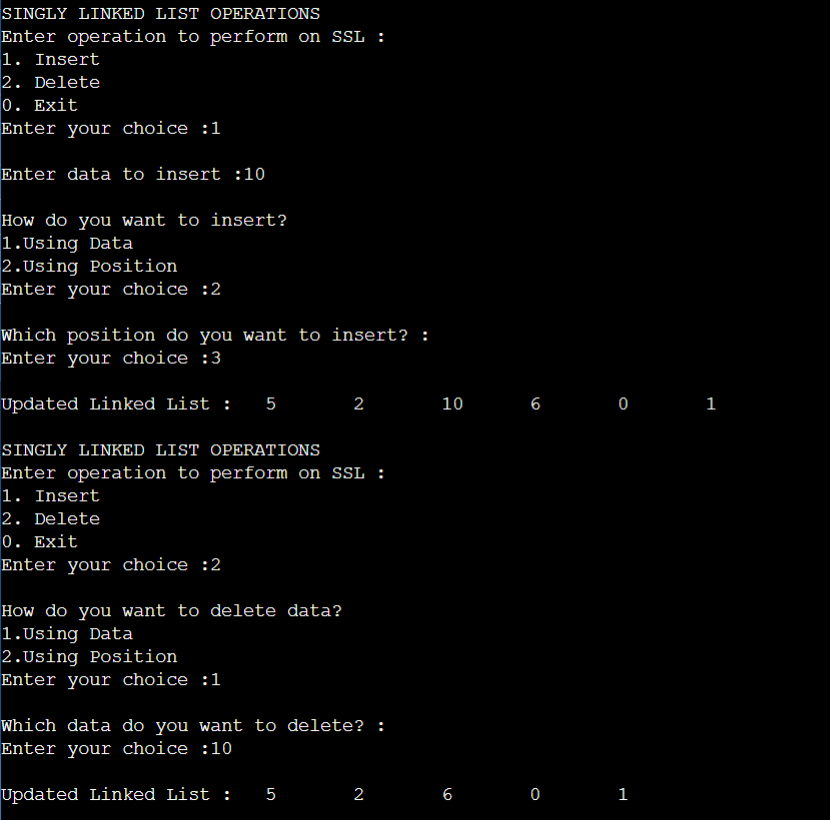 SINGLY LINKED LIST OPERATIONS
Enter operation to perform on SSL :
1. Insert
2. Delete
0. Exit
Enter your choice :1
Enter data to insert :10
How do you want to insert?
1.Using Data
2.Using Position
Enter your choice :2
Which position do you want to insert? :
Enter your choice :3
Updated Linked List :   5       2       10      6       0       1
SINGLY LINKED LIST OPERATIONS
Enter operation to perform on SSL :
1. Insert
2. Delete
0. Exit
Enter your choice :2
How do you want to delete data?
1.Using Data
2.Using Position
Enter your choice :1
Which data do you want to delete? :
Enter your choice :10
Updated Linked List :   5       2       6       0       1